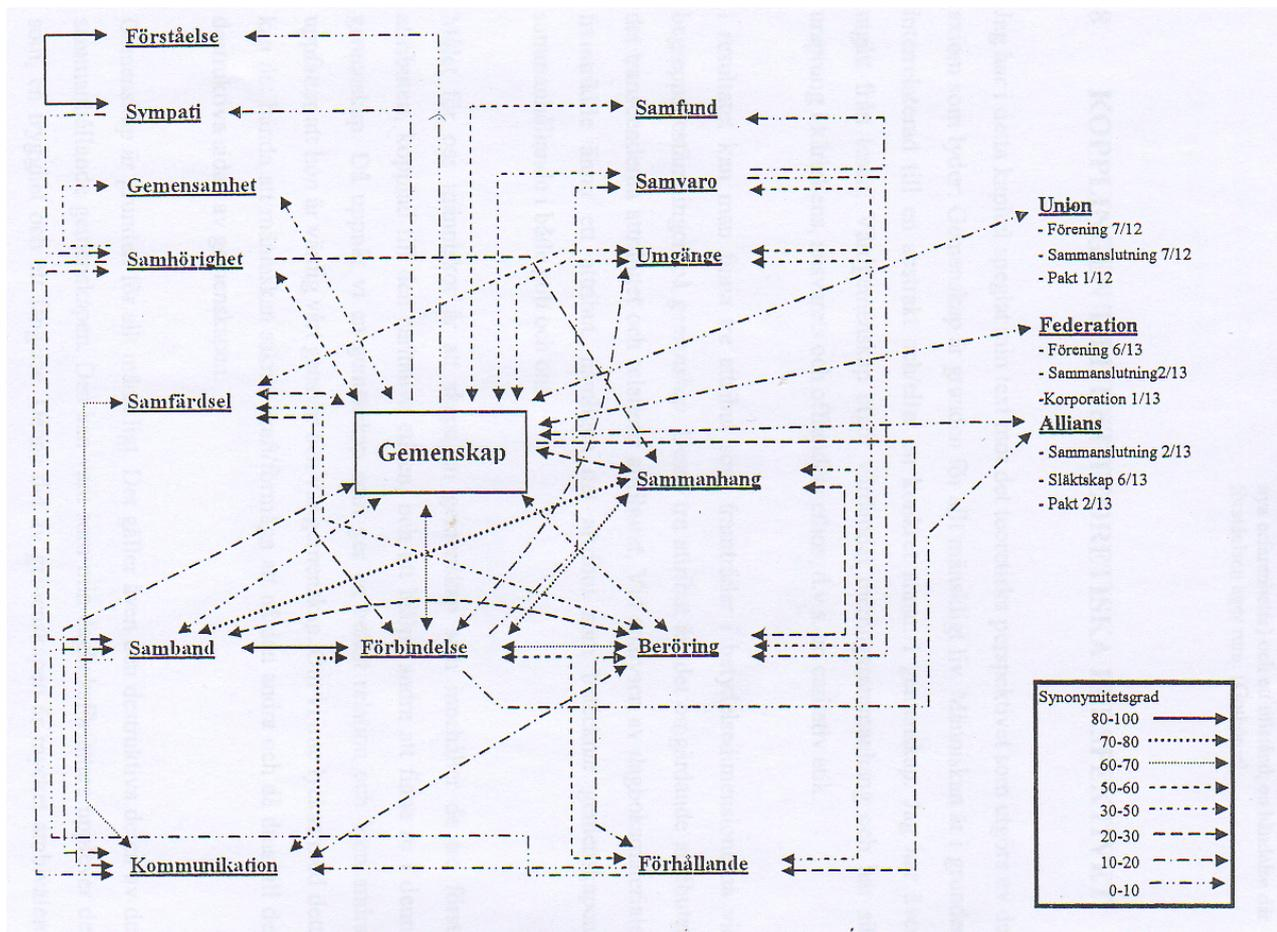 Förståelse
Sympati
Samfund
Gemensamhet
Samvaro
Union
- Förening 7/12
- Sammanslutning 7/12
- Pakt 1/12
Samhörighet
Umgänge
Federation
- Förening 6/13
- Sammanslutning2/13
-Korporation 1/13
Samfärdsel
Allians
- Sammanslutning 2/13
- Släktskap 6/13
- Pakt 2/13
Gemenskap
Sammanhang
Samband
Förbindelse
Beröring
Kommunikation
Förhållande
Synonymitetsgrad
80-100
70-80
60-70
50-60
30-50
20-30
10-20
0-10